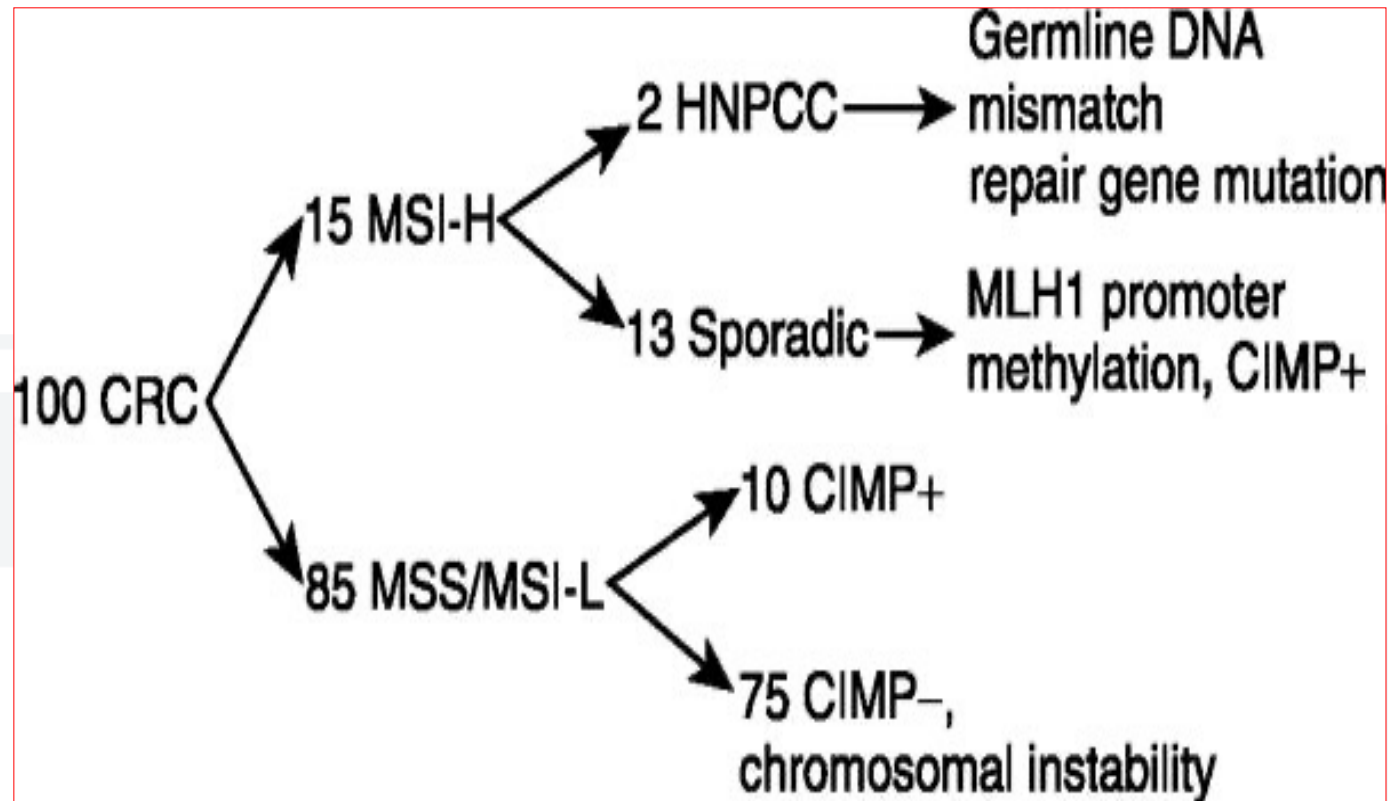 Germline DNA
mismatch
repair gene mutation
2 HNPCC
15 MSI-H
13 Sporadic
MLH1 promoter
methylation, CIMP+
100 CRC
10 CIMP+
85 MSS/MSI-L
75 CIMP−,
chromosomal instability